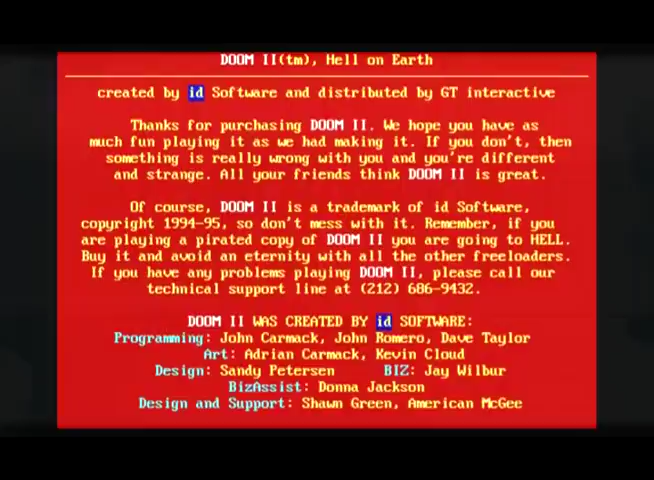 DOOM II(tm), Hell on Earth
created by id Software and distributed by GT interactive
Thanks for purchasing DOOM II. We hope you have as
much fun playing it as we had making it. If you don't, then
something is really wrong with you and you're different
and strange. All your friends think DOOM II is great.
Of course, DOOM II is a trademark of id Software,
copyright 1994-95, so don't mess with it. Remember, if you
are playing a pirated copy of DOOM II you are going to HELL.
Buy it and avoid an eternity with all the other freeloaders.
If you have any problems playing DOOM II, please call our
technical support line at (212) 686-9432.
DOOM II WAS CREATED BY id SOFTWARE:
Programming: John Carmack, John Romero, Dave Taylor
Art: Adrian Carmack, Kevin Cloud
Design: Sandy Petersen BIZ: Jay Wilbur
BizAssist: Donna Jackson
Design and Support: Shawn Green, American McGee